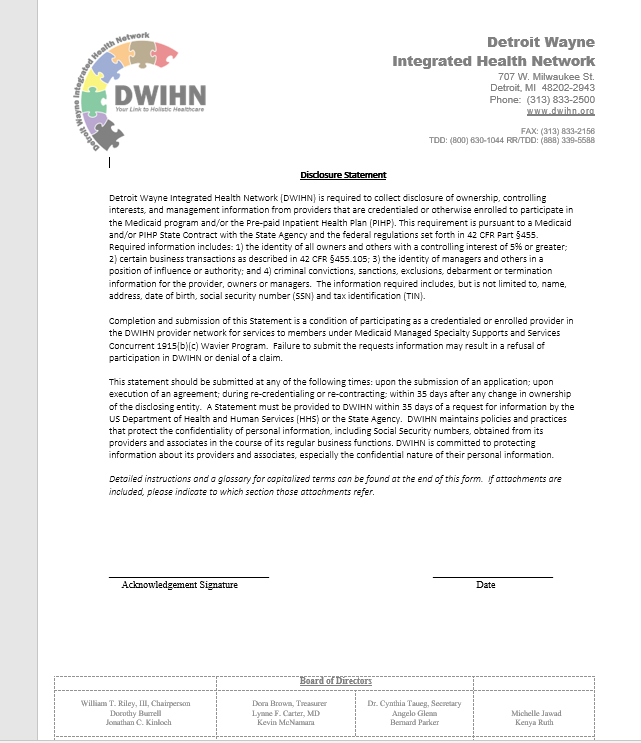 Detroit Wayne Integrated Health Network
DWIHN
Your Link to Holistic Healthcare
Detroit Wayne
Integrated Health Network
707 W. Milwaukee St.
Detroit, MI  48202-2943
Phone:  (313) 833-2500
www.dwihn.org
FAX: (313) 833-2156
TDD: (800) 630-1044 RR/TDD: (888) 339-5588
Disclosure Statement
Detroit Wayne Integrated Health Network (DWIHN) is required to collect disclosure of ownership, controlling
interests, and management information from providers that are credentialed or otherwise enrolled to participate in
the Medicaid program and/or the Pre-paid Inpatient Health Plan (PIHP). This requirement is pursuant to a Medicaid
and/or PIHP State Contract with the State Agency and the federal regulations set forth in 42 CFR Part §455.
Required information includes: 1) the identity of all owners and others with a controlling interest of 5% or greater;
2) certain business transactions as described in 42 CFR §455.105; 3) the identity of managers and others in a
position of influence or authority; and 4) criminal convictions, sanctions, exclusions, debarment or termination
information for the provider, owners or managers.  The information required includes, but is not limited to, name,
address, date of birth, social security number (SSN) and tax identification (TIN).
Completion and submission of this Statement is a condition of participating as a credentialed or enrolled provider in
the DWIHN provider network for services to members under Medicaid Managed Specialty Supports and Services
Concurrent 1915(b)(c) Wavier Program.  Failure to submit the requests information may result in a refusal of
participation in DWIHN or denial of a claim.
This statement should be submitted at any of the following times: upon the submission of an application; upon
execution of an agreement; during re-credentialing or re-contracting; within 35 days after any change in ownership
of the disclosing entity.  A Statement must be provided to DWIHN within 35 days of a request for information by the
US Department of Health and Human Services (HHS) or the State Agency.  DWIHN maintains policies and practices
that protect the confidentiality of personal information, including Social Security numbers, obtained from its
providers and associates in the course of its regular business functions. DWIHN is committed to protecting
information about its providers and associates, especially the confidential nature of their personal information.
Detailed instructions and a glossary for capitalized terms can be found at the end of this form.  If attachments are
included, please indicate to which section those attachments refer.
Acknowledgement Signature
Date
Board of Directors
William T. Riley, III, Chairperson
Dorothy Burrell
Jonathan C. Kinloch
Dora Brown, Treasurer
Lynne F. Carter, MD
Kevin McNamara
Dr. Cynthia Taueg, Secretary
Angelo Glenn
Bernard Parker
Michelle Jawad
Kenya Ruth